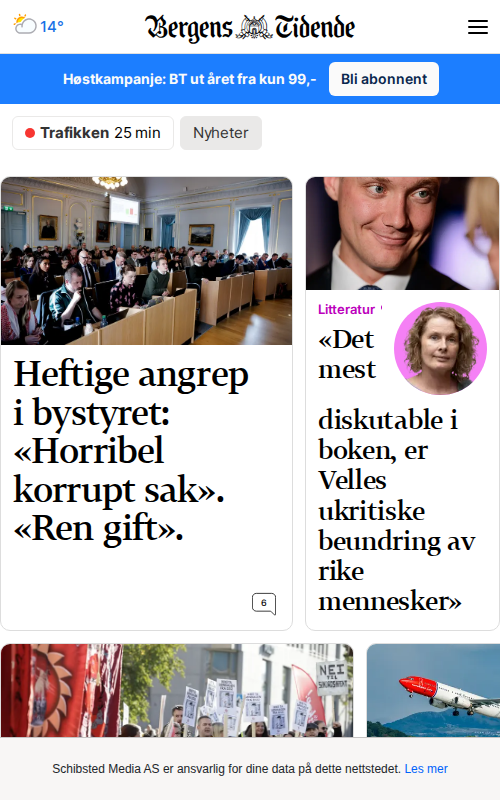 14°
Bergens Tidende
Høstkampanje: BT ut året fra kun 99,-
Bli abonnent
Trafikken 25 min
Nyheter
Heftige angrep
i bystyret:
«Horribel
korrupt sak».
«Ren gift».
6
Litteratur
«Det
mest
diskutable i
boken, er
Velles
ukritiske
beundring av
rike
mennesker»
NEI
TIL
Schibsted Media AS er ansvarlig for dine data på dette nettstedet. Les mer